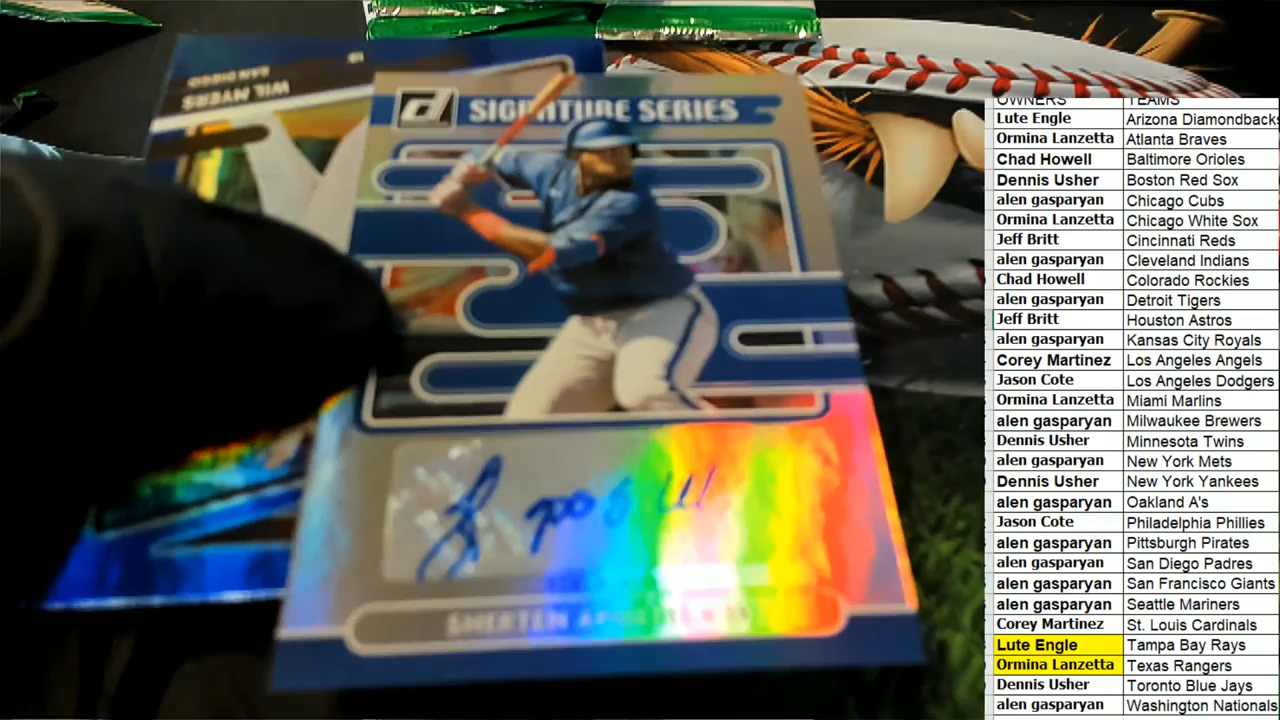 SIGNATURE SERIES
WIL MYERS
SAN DIEGO
SHERTEN
OWNERS TEAMS
Lute Engle Arizona Diamondbacks
Ormina Lanzetta Atlanta Braves
Chad Howell Baltimore Orioles
Dennis Usher Boston Red Sox
alen gasparyan Chicago Cubs
Ormina Lanzetta Chicago White Sox
Jeff Britt Cincinnati Reds
alen gasparyan Cleveland Indians
Chad Howell Colorado Rockies
alen gasparyan Detroit Tigers
Jeff Britt Houston Astros
alen gasparyan Kansas City Royals
Corey Martinez Los Angeles Angels
Jason Cote Los Angeles Dodgers
Ormina Lanzetta Miami Marlins
alen gasparyan Milwaukee Brewers
Dennis Usher Minnesota Twins
alen gasparyan New York Mets
Dennis Usher New York Yankees
alen gasparyan Oakland A's
Jason Cote Philadelphia Phillies
alen gasparyan Pittsburgh Pirates
alen gasparyan San Diego Padres
alen gasparyan San Francisco Giants
alen gasparyan Seattle Mariners
Corey Martinez St. Louis Cardinals
Lute Engle Tampa Bay Rays
Ormina Lanzetta Texas Rangers
Dennis Usher Toronto Blue Jays
alen gasparyan Washington Nationals